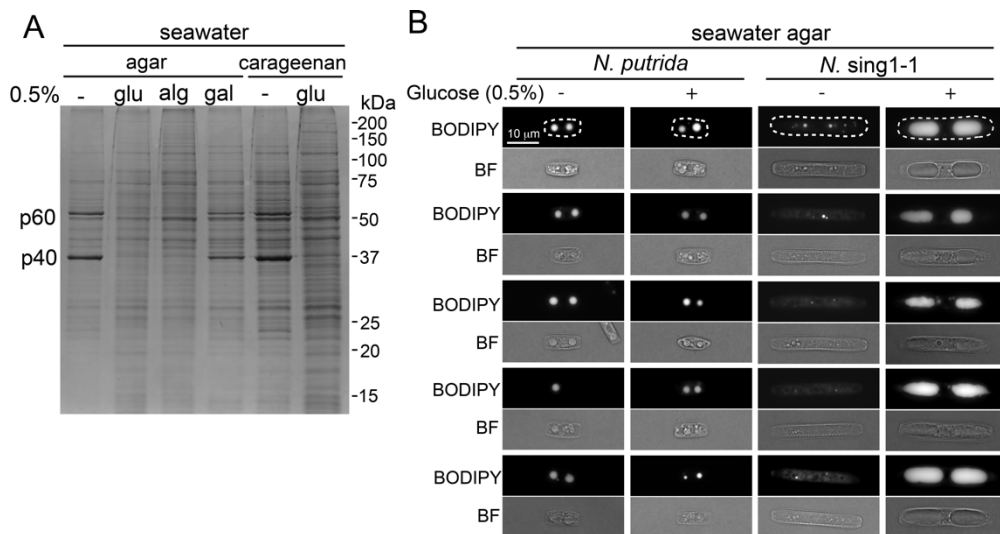 A
seawater
agar carageenan
0.5% - glu alg gal - glu kDa
-200
-150
-100
-75
p60 -50
p40 -37
-25
-20
-15
B
seawater agar
N. putrida N. sing1-1
Glucose (0.5%) - + - +
BODIPY
10 μm
BF
BODIPY
BF
BODIPY
BF
BODIPY
BF
BODIPY
BF